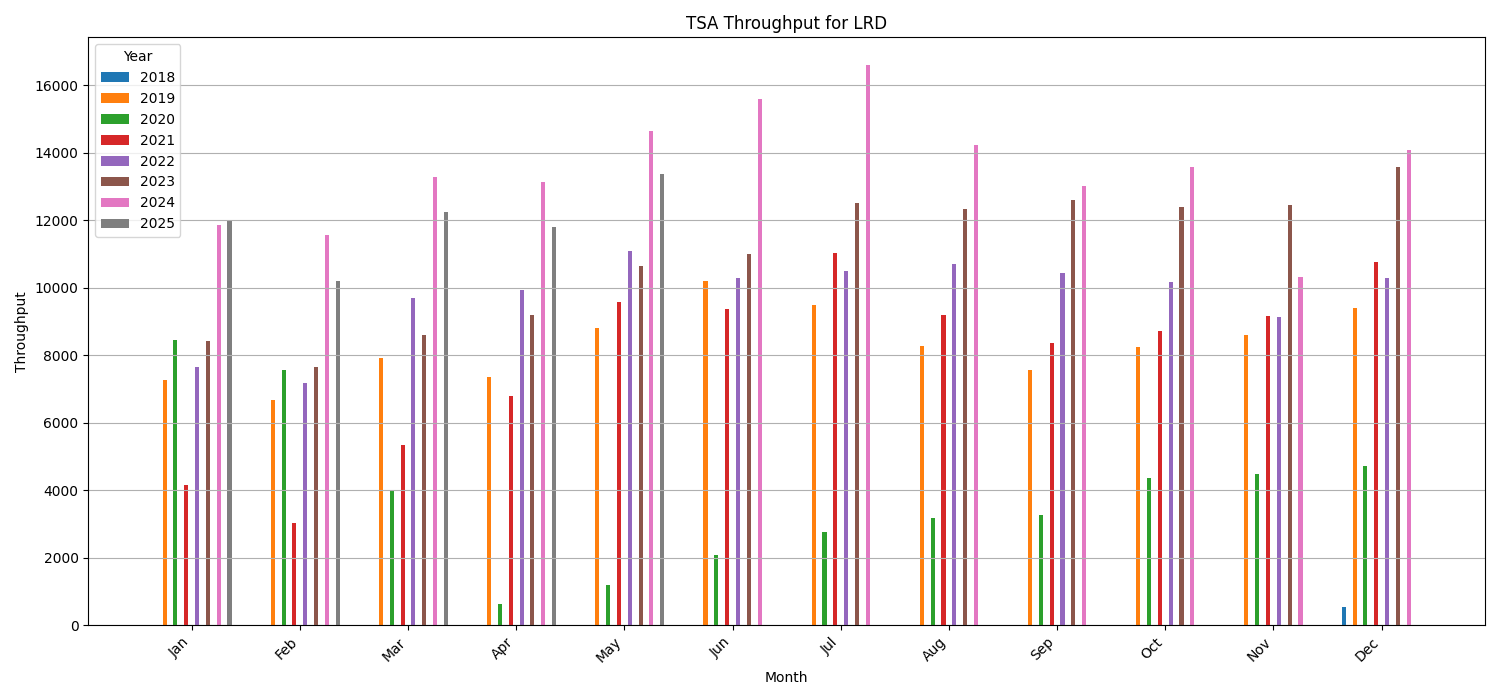 TSA Throughput for LRD
Year
2018
2019
2020
2021
2022
2023
2024
2025
Throughput
16000
14000
12000
10000
8000
6000
4000
2000
0
Jan
Feb
Mar
Apr
May
Jun
Jul
Aug
Sep
Oct
Nov
Dec
Month